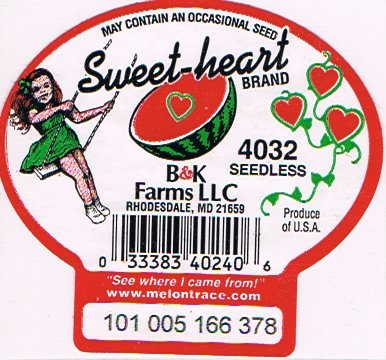 MAY CONTAIN AN OCCASIONAL SEED
Sweet-heart
BRAND
4032
SEEDLESS
B&K
Farms LLC
RHODESDALE, MD 21659
Produce
of U.S.A.
0 33383 40240 6
"See where I came from!"™
www.melontrace.com
101 005 166 378